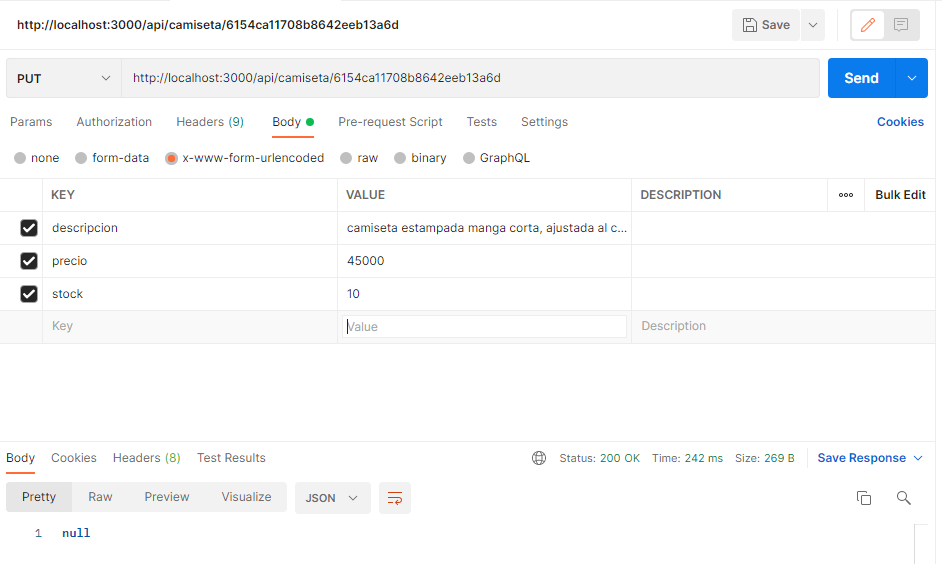 http://localhost:3000/api/camiseta/6154ca11708b8642eeb13a6d Save
PUT http://localhost:3000/api/camiseta/6154ca11708b8642eeb13a6d Send
Params Authorization Headers (9) Body Pre-request Script Tests Settings Cookies
none form-data x-www-form-urlencoded raw binary GraphQL
KEY VALUE DESCRIPTION ooo Bulk Edit
descripcion camiseta estampada manga corta, ajustada al c...
precio 45000
stock 10
Key Value Description
Body Cookies Headers (8) Test Results Status: 200 OK Time: 242 ms Size: 269 B Save Response
Pretty Raw Preview Visualize JSON
1 null